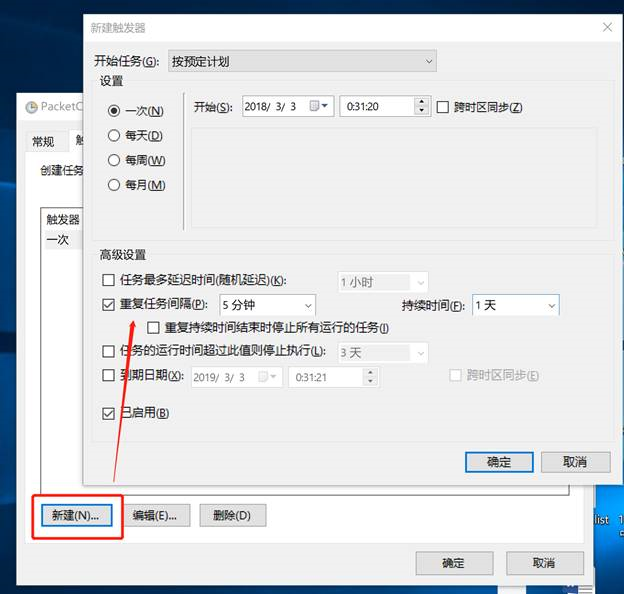 新建触发器
开始任务(G): 按预定计划
设置
一次(N)
每天(D)
每周(W)
每月(M)
开始(S): 2018/ 3/ 3 0:31:20 跨时区同步(Z)
高级设置
任务最多延迟时间(随机延迟)(K): 1 小时
重复任务间隔(P): 5 分钟 持续时间(F): 1 天
重复持续时间结束时停止所有运行的任务(I)
任务的运行时间超过此值则停止执行(L): 3 天
到期日期(X): 2019/ 3/ 3 0:31:21 跨时区同步(E)
已启用(B)
确定 取消
PacketC
常规
创建任务
触发器
一次
新建(N)... 编辑(E)... 删除(D)
确定 取消
list